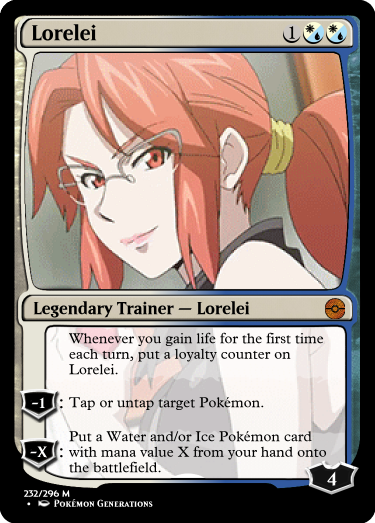 Lorelei 1
Legendary Trainer — Lorelei
Whenever you gain life for the first time
each turn, put a loyalty counter on
Lorelei.
-1: Tap or untap target Pokémon.
Put a Water and/or Ice Pokémon card
-X: with mana value X from your hand onto
the battlefield.
4
232/296 M
• Pokémon Generations